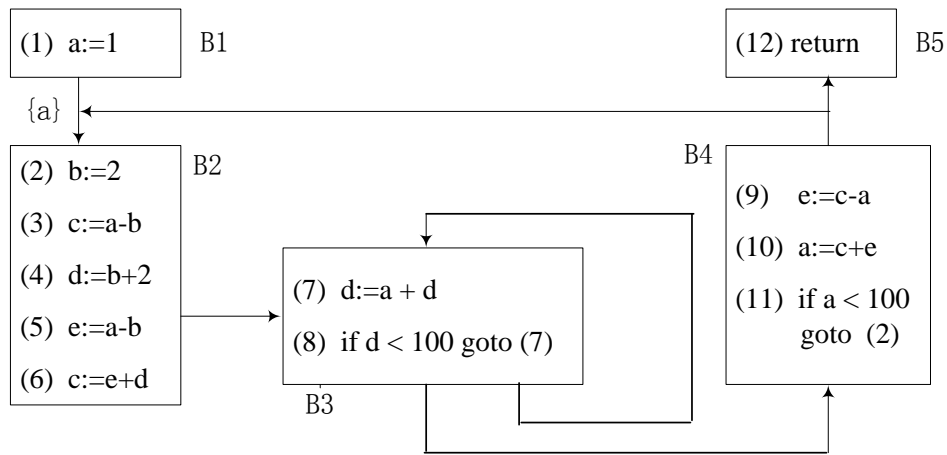 (1) a:=1
B1
{a}
(2) b:=2
B2
(3) c:=a-b
(4) d:=b+2
(5) e:=a-b
(6) c:=e+d
(7) d:=a + d
(8) if d < 100 goto (7)
B3
B4
(9) e:=c-a
(10) a:=c+e
(11) if a < 100
goto (2)
(12) return
B5